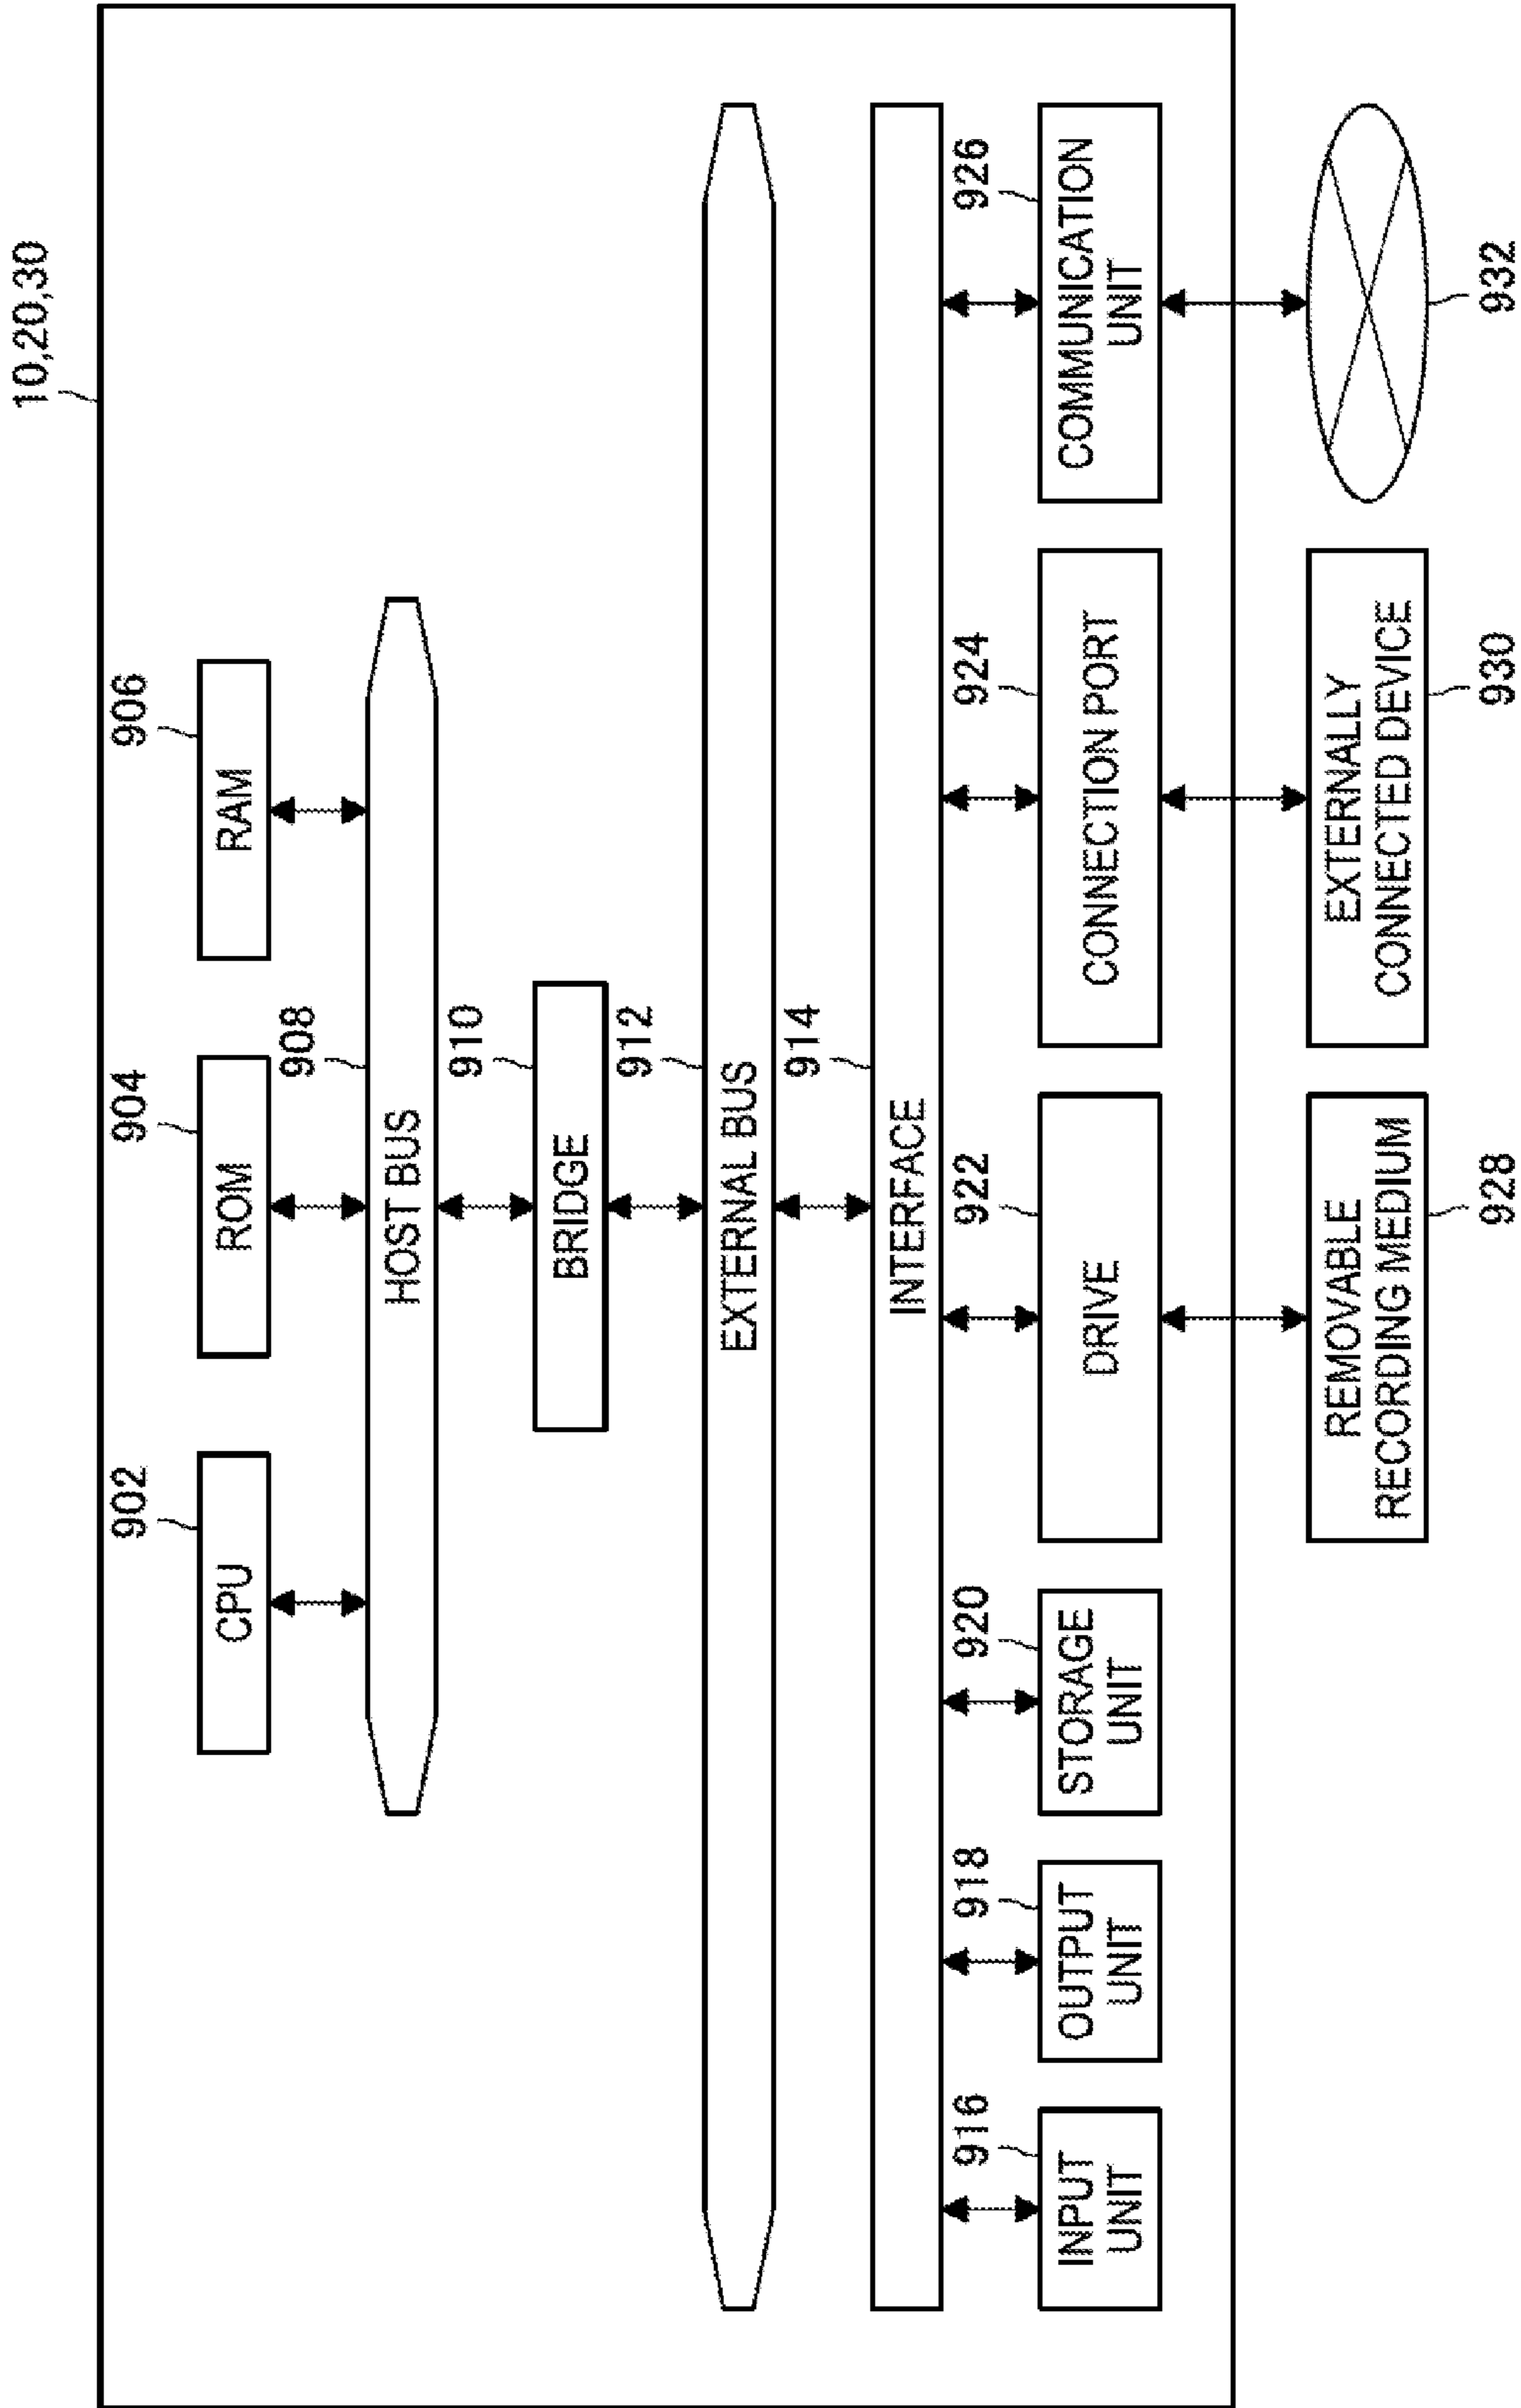 10,20,30
902
904
906
CPU
ROM
RAM
908
HOST BUS
910
BRIDGE
912
EXTERNAL BUS
914
INTERFACE
916
918
920
922
924
926
INPUT
UNIT
OUTPUT
UNIT
STORAGE
UNIT
DRIVE
CONNECTION PORT
COMMUNICATION
UNIT
REMOVABLE
RECORDING MEDIUM
EXTERNALLY
CONNECTED DEVICE
928
930
932